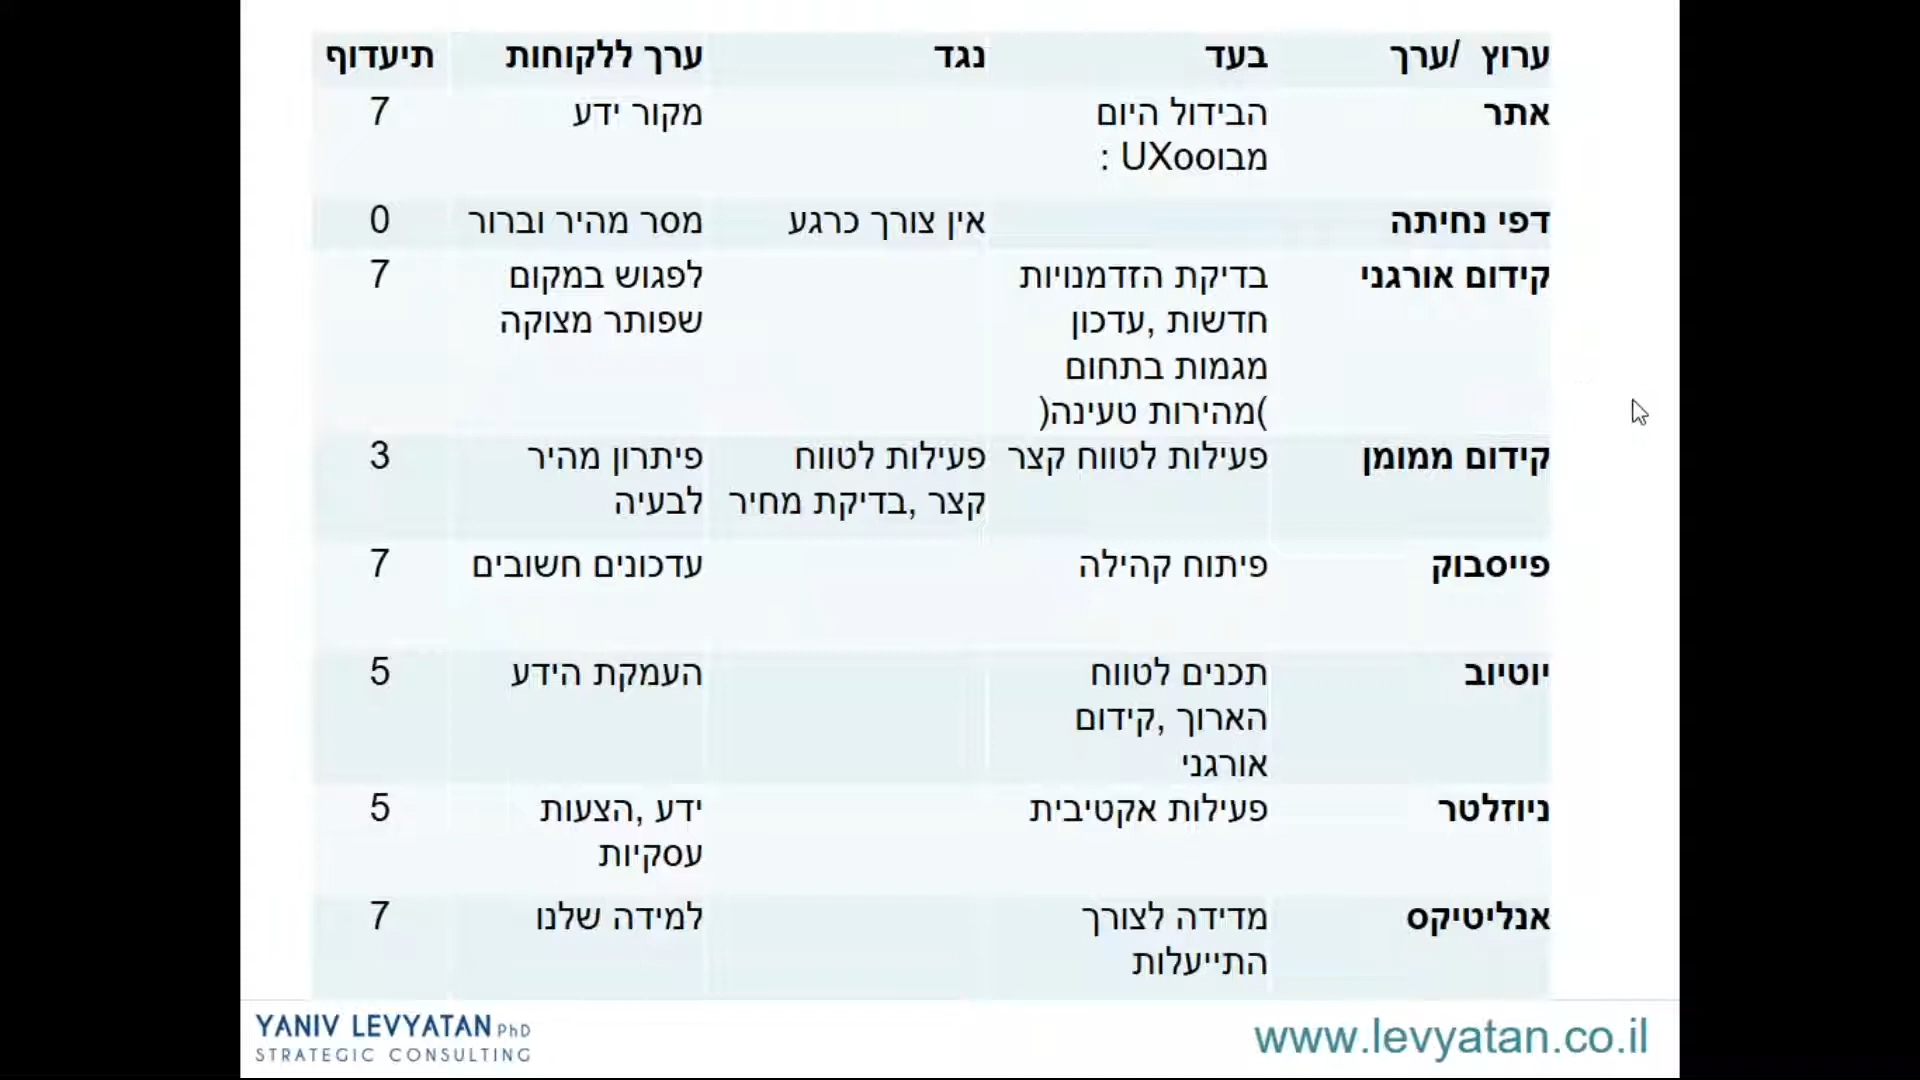 ערוץ /ערך בעד נגד ערך ללקוחות תיעדוף
אתר הבידול היום מקור ידע 7
מבוססUX :
דפי נחיתה אין צורך כרגע מסר מהיר וברור 0
קידום אורגני בדיקת הזדמנויות לפגוש במקום 7
חדשות ,עדכון שפותר מצוקה
מגמות בתחום
)מהירות טעינה(
קידום ממומן פעילות לטווח קצר פעילות לטווח פיתרון מהיר 3
קצר ,בדיקת מחיר לבעיה
פייסבוק פיתוח קהילה עדכונים חשובים 7
יוטיוב תכנים לטווח העמקת הידע 5
הארוך ,קידום
אורגני
ניוזלטר פעילות אקטיבית ידע ,הצעות 5
עסקיות
אנליטיקס מדידה לצורך למידה שלנו 7
התייעלות
YANIV LEVYATAN PhD
STRATEGIC CONSULTING
www.levyatan.co.il